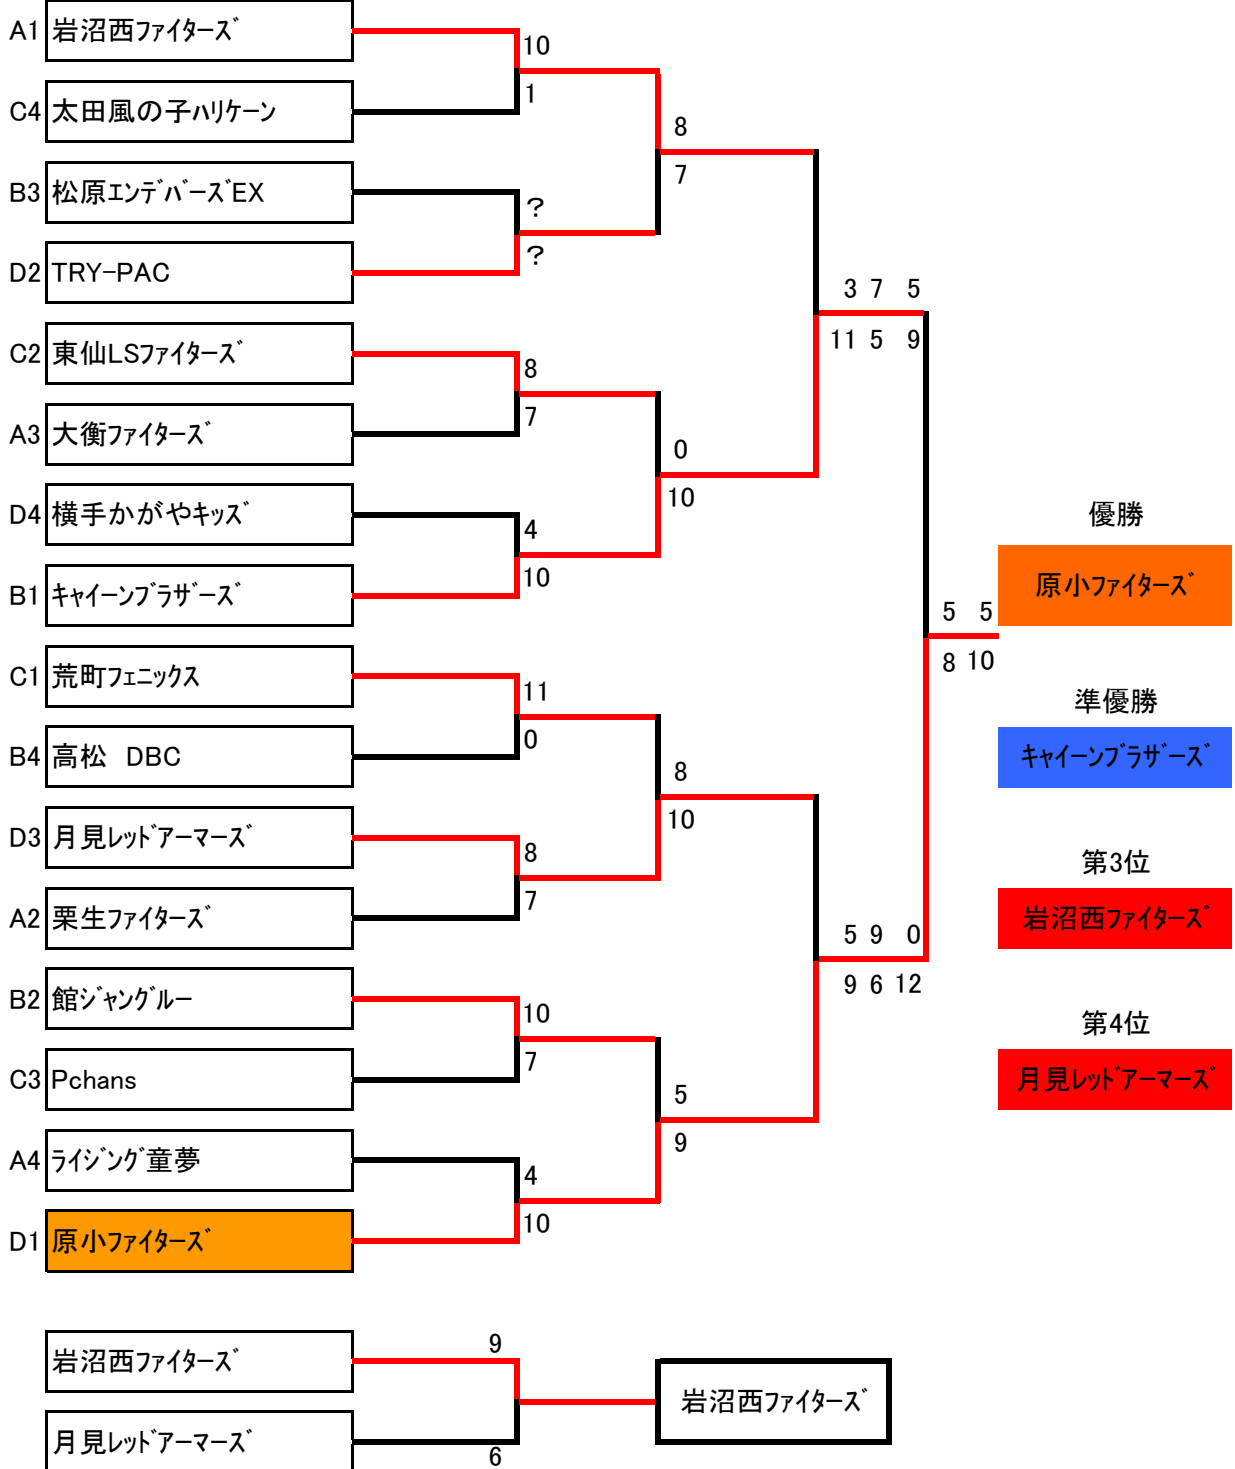 A1 岩沼西ファイターズ
10
1
C4 太田風の子ハリケーン
8
7
B3 松原エンデバーズEX
?
?
D2 TRY-PAC
3 7 5
11 5 9
C2 東仙LSファイターズ
8
7
A3 大衡ファイターズ
0
10
D4 横手かがやキッズ
4
10
B1 キャイーンブラザーズ
優勝
原小ファイターズ
5 5
8 10
C1 荒町フェニックス
11
0
B4 高松 DBC
準優勝
キャイーンブラザーズ
8
10
D3 月見レッドアーマーズ
8
7
A2 栗生ファイターズ
第3位
岩沼西ファイターズ
5 9 0
9 6 12
B2 館ジャングルー
10
7
C3 Pchans
第4位
月見レッドアーマーズ
5
9
A4 ライジング童夢
4
10
D1 原小ファイターズ
岩沼西ファイターズ
9
6
月見レッドアーマーズ
岩沼西ファイターズ